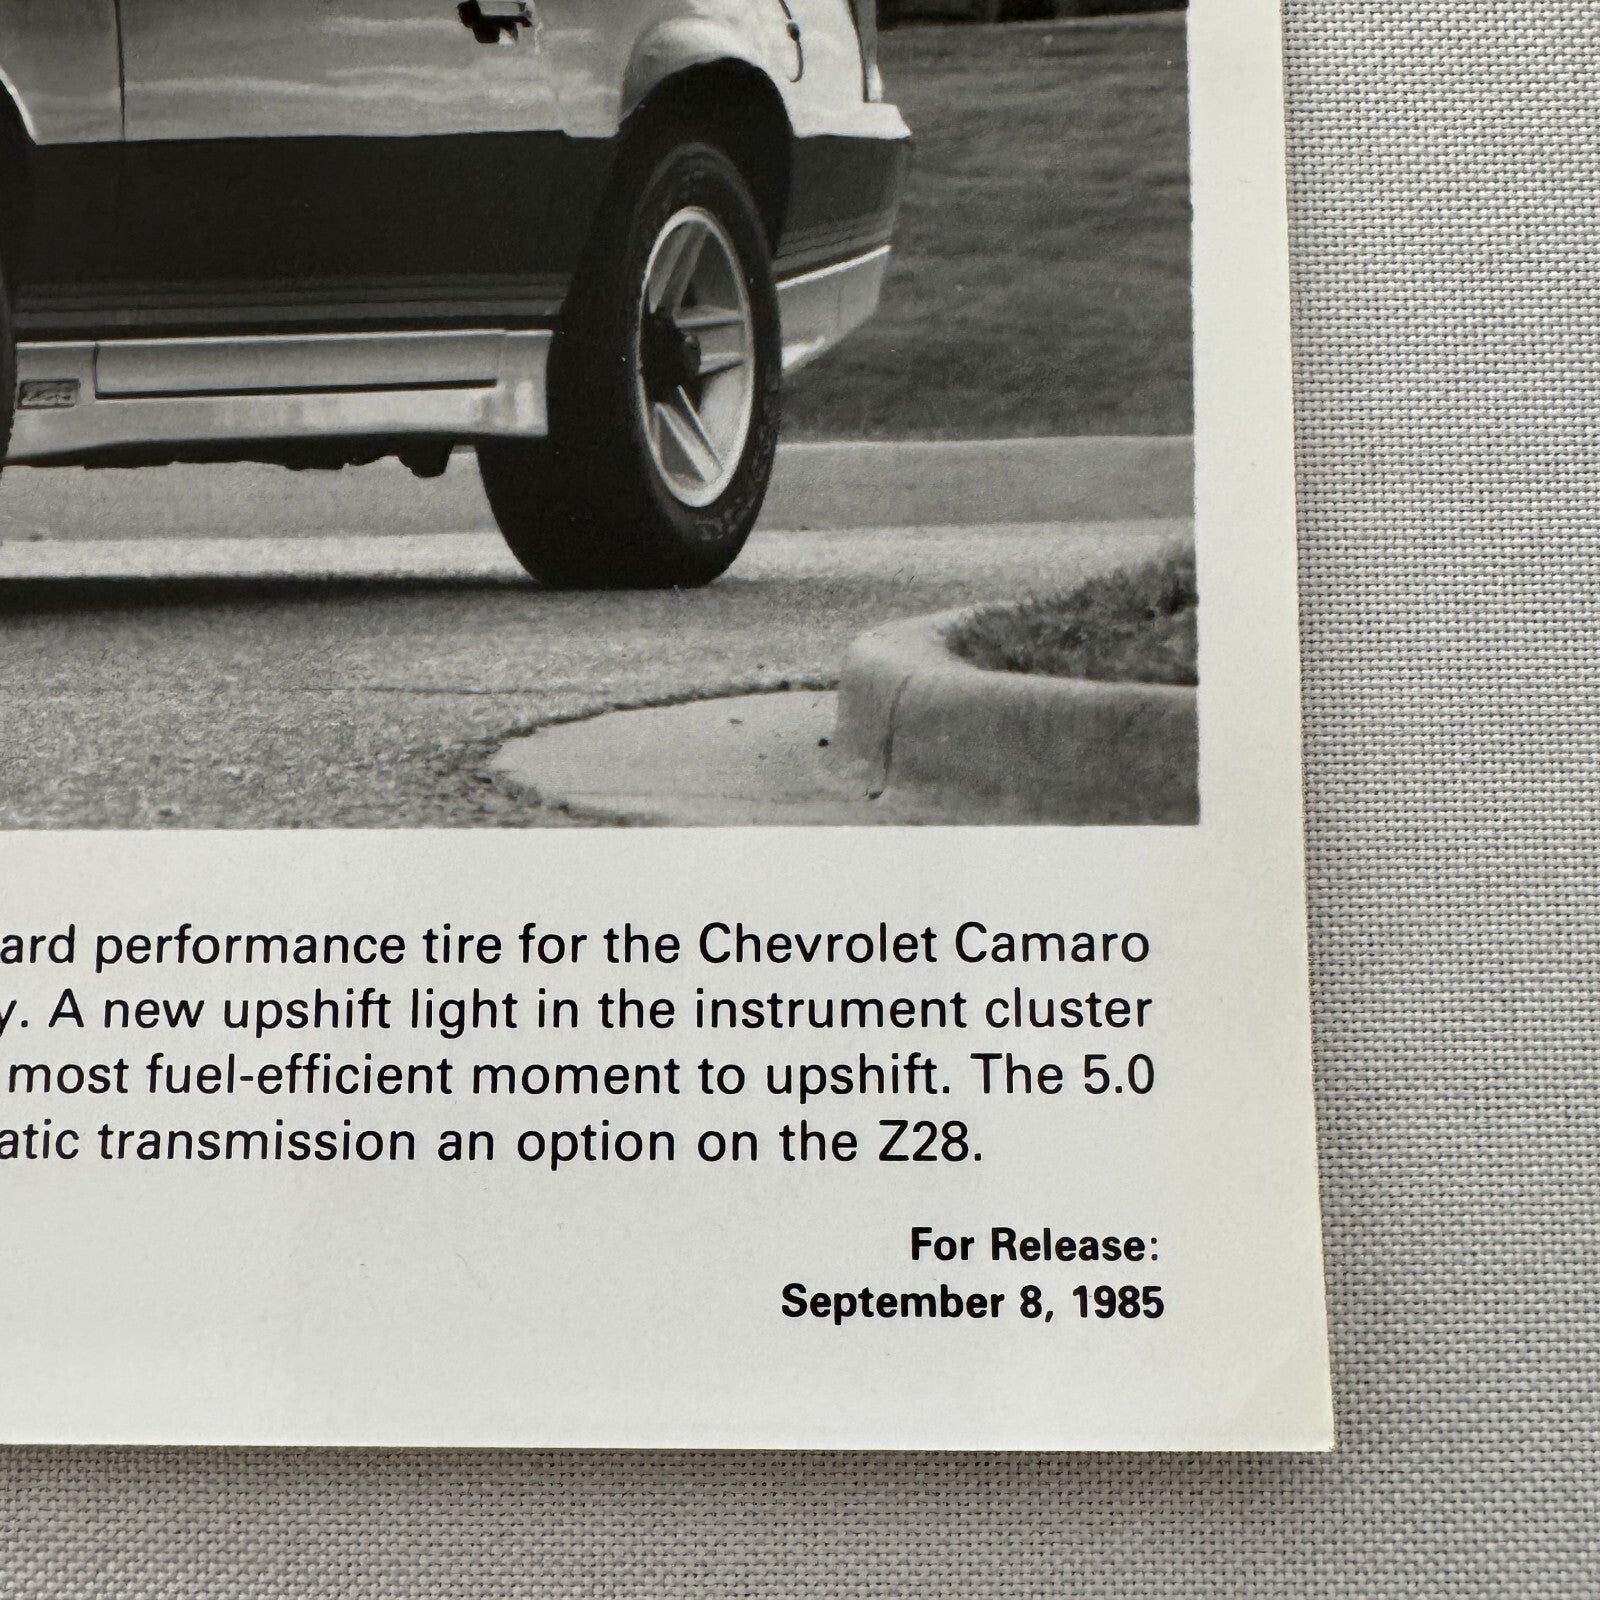 ard performance tire for the Chevrolet Camaro
y. A new upshift light in the instrument cluster
most fuel-efficient moment to upshift. The 5.0
atic transmission an option on the Z28.
For Release:
September 8, 1985